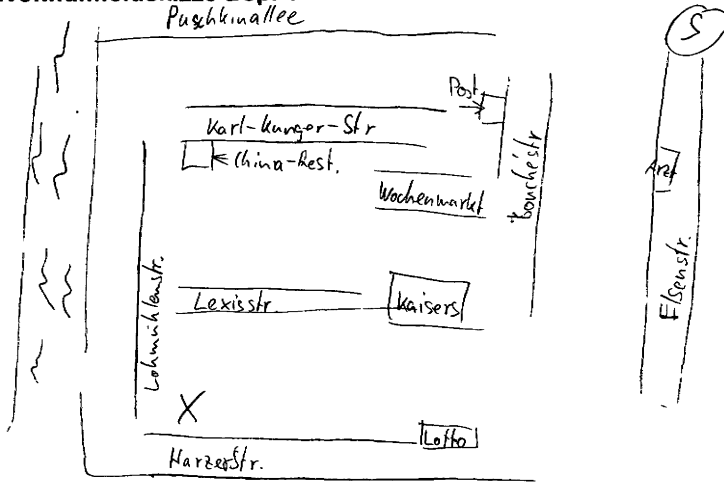 Puschkinallee
S
Post
Karl-Kunger-Str
China-Rest.
Wochenmarkt
Bouchéstr
Arzt
Lohmühlenstr.
Lexisstr.
Kaisers
Elsenstr.
X
Lotto
Harzerstr.